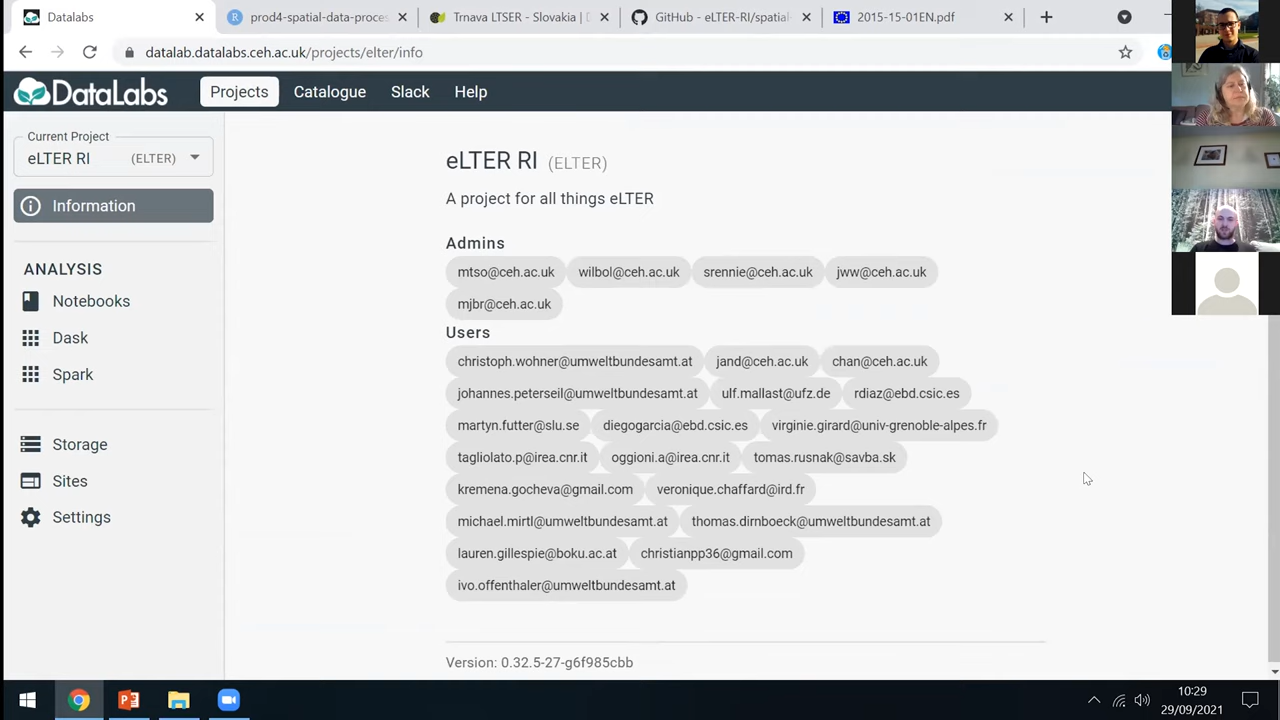 Datalabs
prod4-spatial-data-proces
Trnava LTSER - Slovakia | D
GitHub - eLTER-RI/spatial-
2015-15-01EN.pdf
datalab.datalabs.ceh.ac.uk/projects/elter/info
DataLabs
Projects
Catalogue
Slack
Help
Current Project
eLTER RI (ELTER)
Information
ANALYSIS
Notebooks
Dask
Spark
Storage
Sites
Settings
eLTER RI (ELTER)
A project for all things eLTER
Admins
mtso@ceh.ac.uk wilbol@ceh.ac.uk srennie@ceh.ac.uk jww@ceh.ac.uk
mjbr@ceh.ac.uk
Users
christoph.wohner@umweltbundesamt.at jand@ceh.ac.uk chan@ceh.ac.uk
johannes.peterseil@umweltbundesamt.at ulf.mallast@ufz.de rdiaz@ebd.csic.es
martyn.futter@slu.se diegogarcia@ebd.csic.es virginie.girard@univ-grenoble-alpes.fr
tagliolato.p@irea.cnr.it oggioni.a@irea.cnr.it tomas.rusnak@savba.sk
kremena.gocheva@gmail.com veronique.chaffard@ird.fr
michael.mirtl@umweltbundesamt.at thomas.dirnboeck@umweltbundesamt.at
lauren.gillespie@boku.ac.at christianpp36@gmail.com
ivo.offenthaler@umweltbundesamt.at
Version: 0.32.5-27-g6f985cbb
10:29
29/09/2021